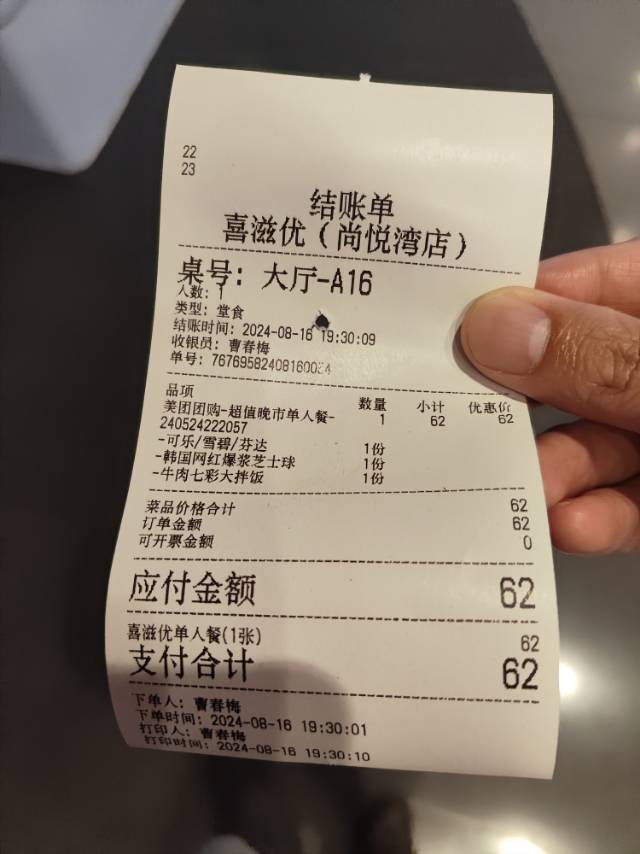 22
23
结账单
喜滋优(尚悦湾店)
桌号: 大厅-A16
人数: 1
类型: 堂食
结账时间: 2024-08-16 19:30:09
收银员: 曹春梅
单号: 76769582408160024
品项 数量 小计 优惠价
美团团购-超值晚市单人餐- 1 62 62
240524222057
-可乐/雪碧/芬达 1份
-韩国网红爆浆芝士球 1份
-牛肉七彩大拌饭 1份
菜品价格合计 62
订单金额 62
可开票金额 0
应付金额 62
喜滋优单人餐(1张) 62
支付合计 62
下单人: 曹春梅
下单时间: 2024-08-16 19:30:01
打印人: 曹春梅
打印时间: 2024-08-16 19:30:10